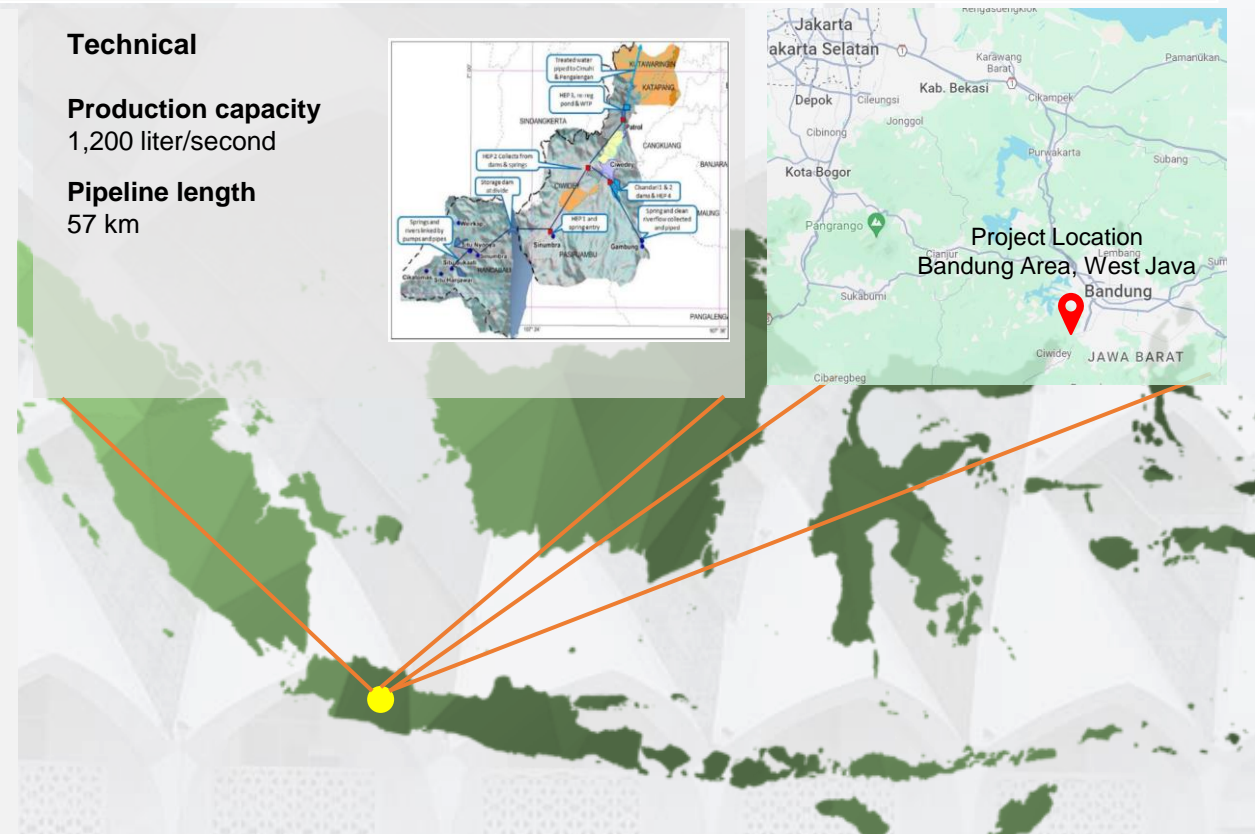 Technical
Production capacity
1,200 liter/second
Pipeline length
57 km
Treated water
piped to Cimahi
& Pengalengan
KUTAWARINGIN
KATAPANG
HEP 5, re-reg
pond & WTP
SINDANGKERTA
Patrol
CANGKUANG
HEP 2 Collects from
dams & springs
Ciwidey
BANJARA
Storage dam
at divide
CIWIDEY
Cisandari 1 & 2
dams & HEP 4
Springs and
rivers linked by
pumps and pipes
HEP 1 and
spring entry
Spring and clean
riverflow collected
and piped
MAUNG
Sinumbra
Gambung
PASIRJAMBU
RANCABALI
PANGALENGA
Rengasdengklok
Jakarta
akarta Selatan
Karawang
Barat
Pamanukan
Kab. Bekasi
Depok
Cileungsi
Cikampek
Jonggol
Cibinong
Purwakarta
Subang
Kota Bogor
Pangrango
Project Location
Cianjur
Lembang
Sum
Bandung Area, West Java
Sukabumi
Bandung
Ciwidey
JAWA BARAT
Cibaregbeg